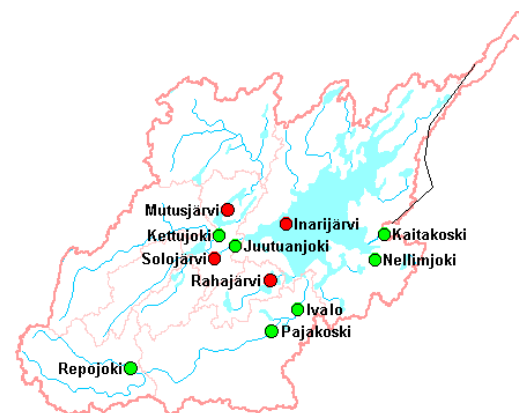 Mutusjärvi
Inarijärvi
Kettujoki
Kaitakoski
Juutuanjoki
Solojärvi
Nellimjoki
Rahajärvi
Ivalo
Pajakoski
Repojoki